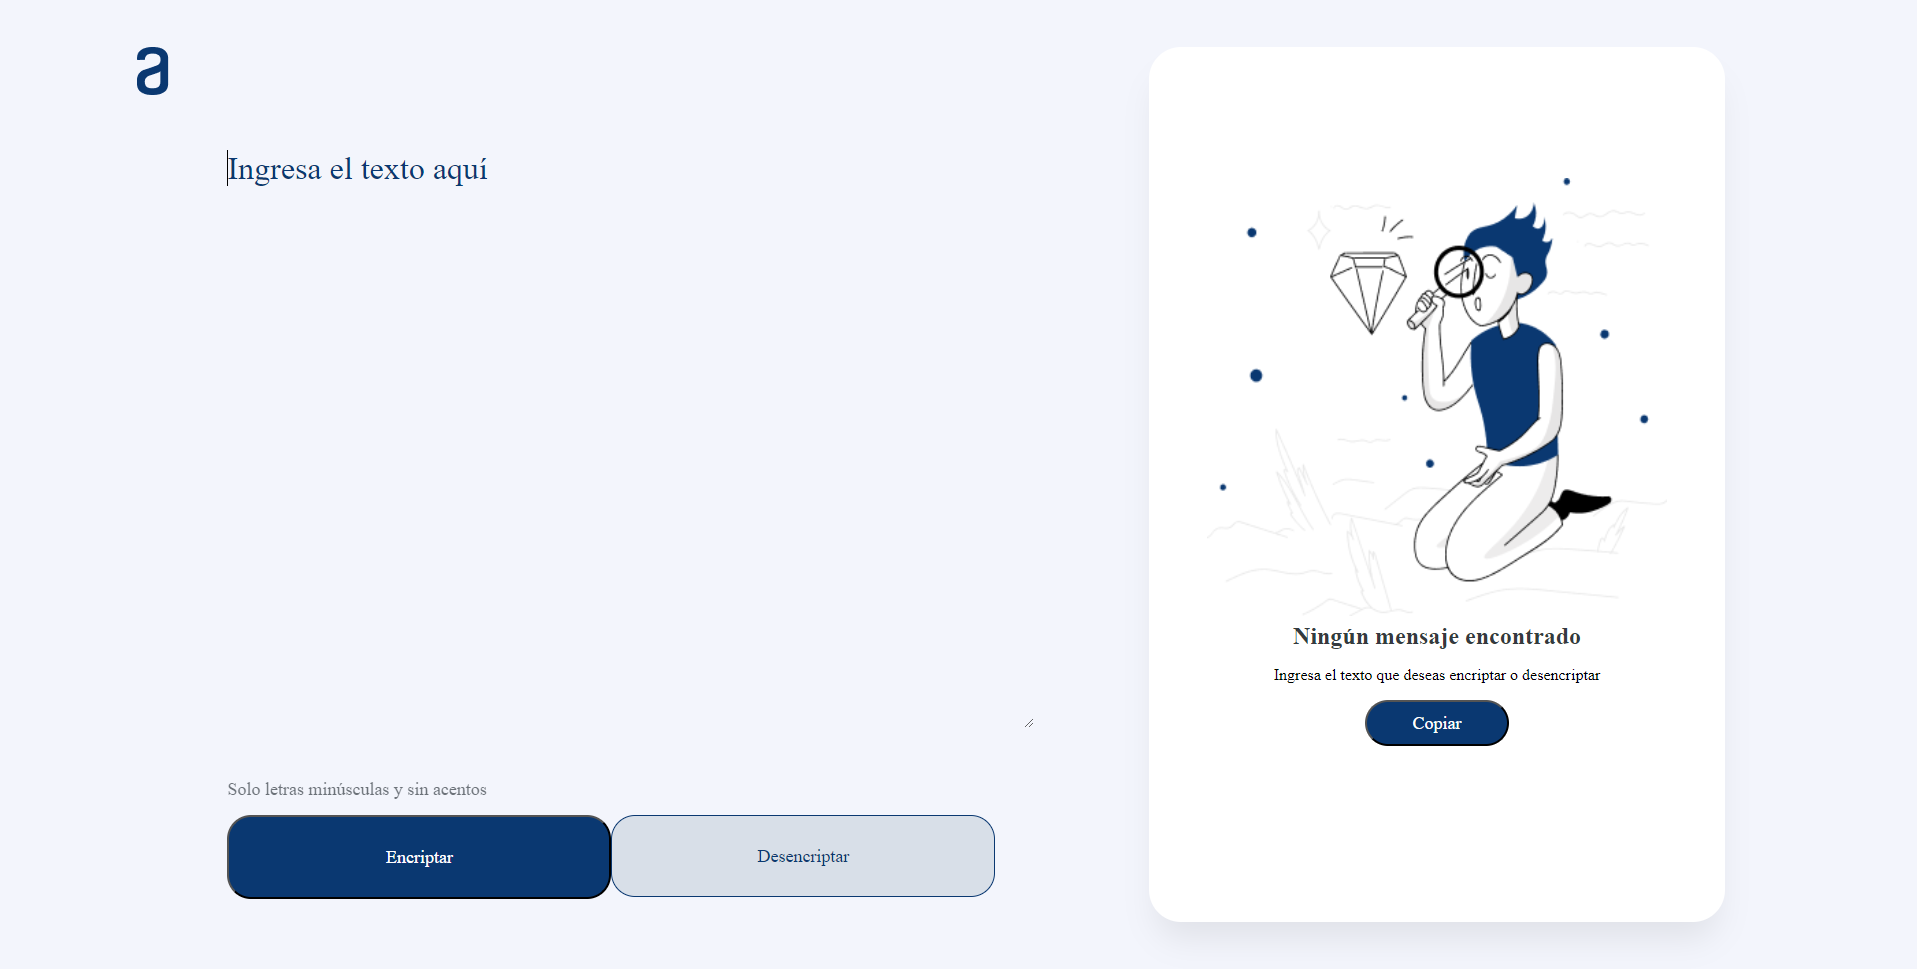 a
Ingresa el texto aquí
Solo letras minúsculas y sin acentos
Encriptar
Desencriptar
Ningún mensaje encontrado
Ingresa el texto que deseas encriptar o desencriptar
Copiar